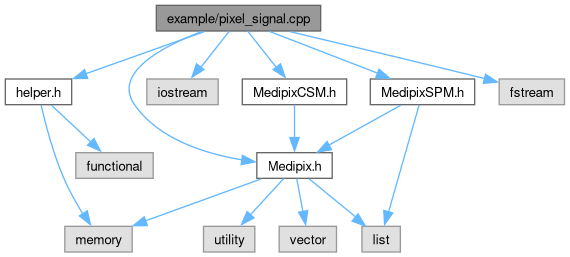 example/pixel_signal.cpp
helper.h
iostream
MedipixCSM.h
MedipixSPM.h
fstream
functional
Medipix.h
memory
utility
vector
list